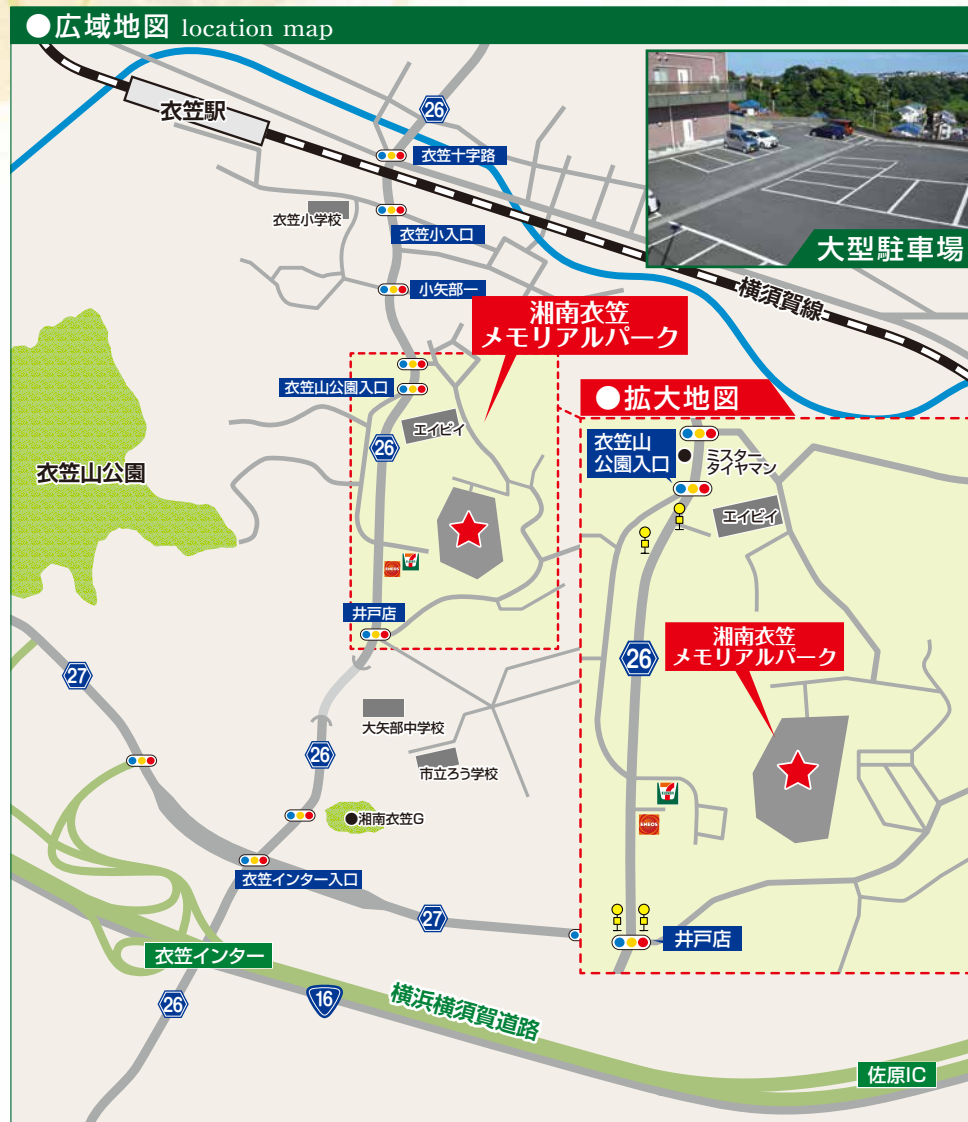 ●広域地図 location map
衣笠駅
26
衣笠十字路
衣笠小学校
衣笠小入口
大型駐車場
小矢部一
横須賀線
湘南衣笠
メモリアルパーク
衣笠山公園入口
エイピイ
26
衣笠山公園
ENEOS
7
井戸店
●拡大地図
衣笠山
公園入口
ミスター
タイヤマン
エイピイ
26
湘南衣笠
メモリアルパーク
7
ENEOS
井戸店
27
大矢部中学校
26
市立ろう学校
●湘南衣笠G
衣笠インター入口
27
衣笠インター
26
16
横浜横須賀道路
佐原IC